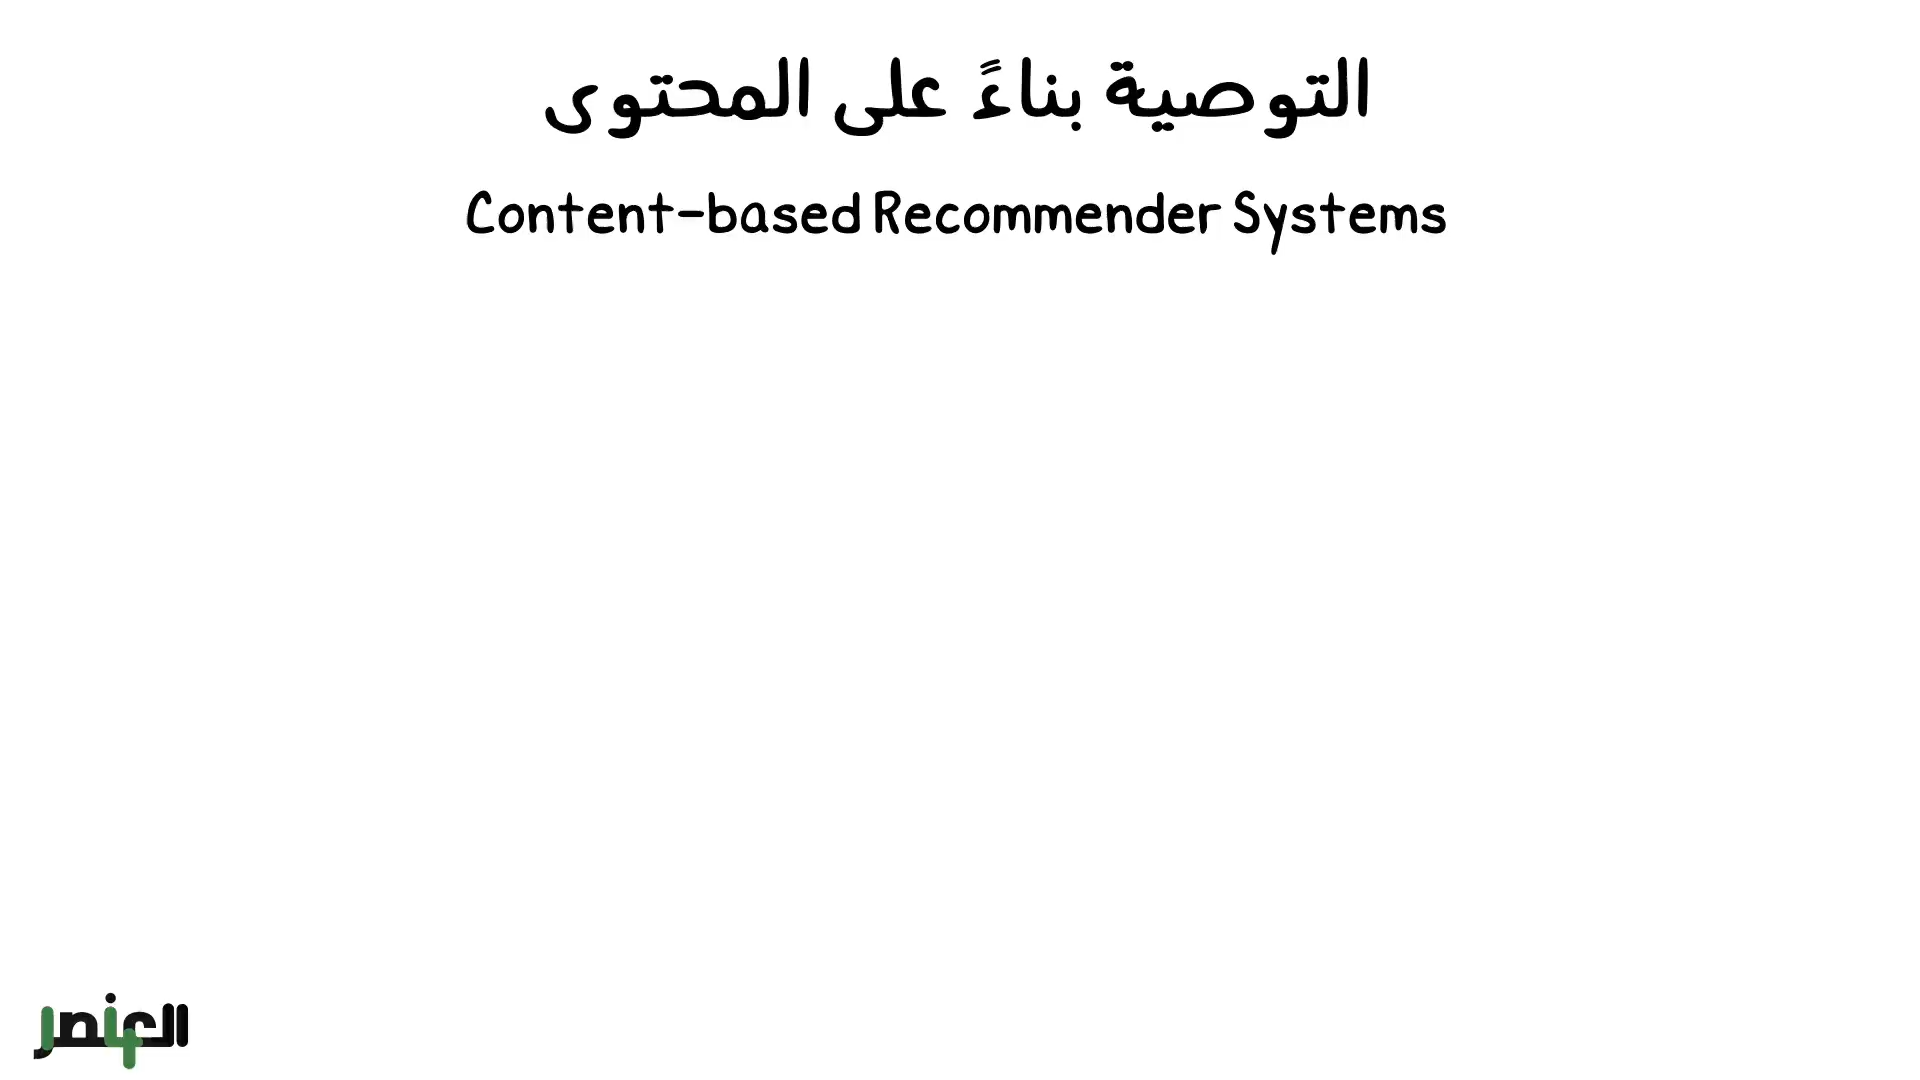 التوصية بناءً على المحتوى
Content-based Recommender Systems
العنصر